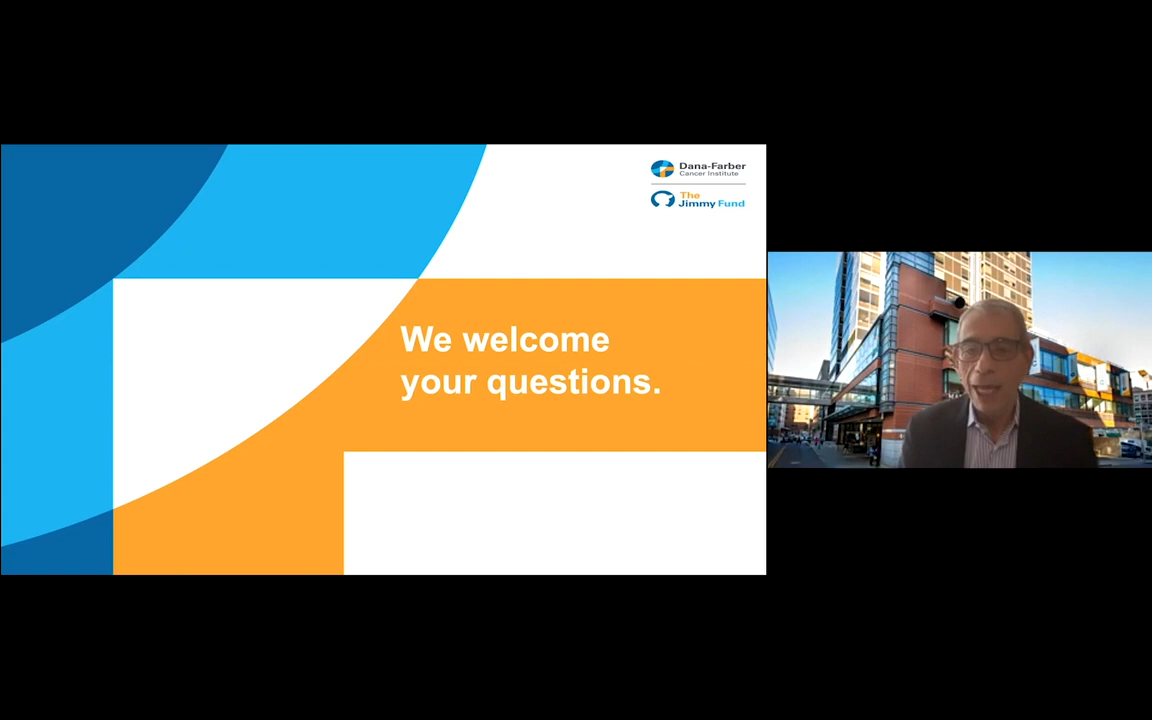 Dana-Farber
Cancer Institute
The
Jimmy Fund
We welcome
your questions.